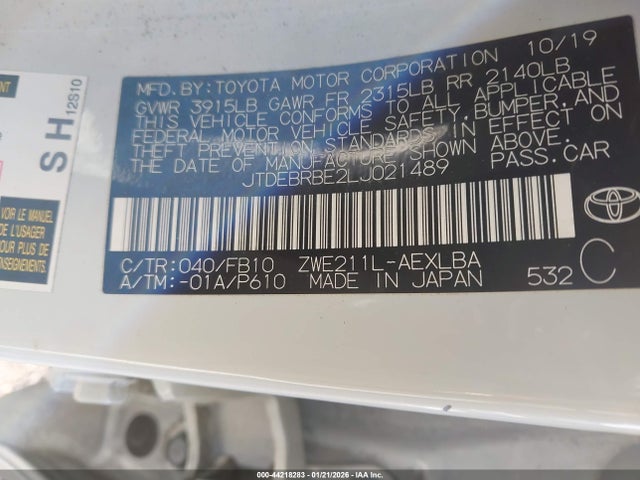 MFD.BY:TOYOTA MOTOR CORPORATION 10/19
GVWR 3915LB GAWR FR 2315LB RR 2140LB
THIS VEHICLE CONFORMS TO ALL APPLICABLE
FEDERAL MOTOR VEHICLE SAFETY,BUMPER,AND
THEFT PREVENTION STANDARDS IN EFFECT ON
THE DATE OF MANUFACTURE SHOWN ABOVE.
JTDEBRBE2LJ021489 PASS.CAR
C/TR:040/FB10 ZWE211L-AEXLBA
A/TM:-01A/P610 MADE IN JAPAN 532 C
TOYOTA
SH
12S10
VOIR LE MANUEL
DE L'USAGER
POUR PLUS DE
000-44218283 - 01/21/2026 - IAA Inc.